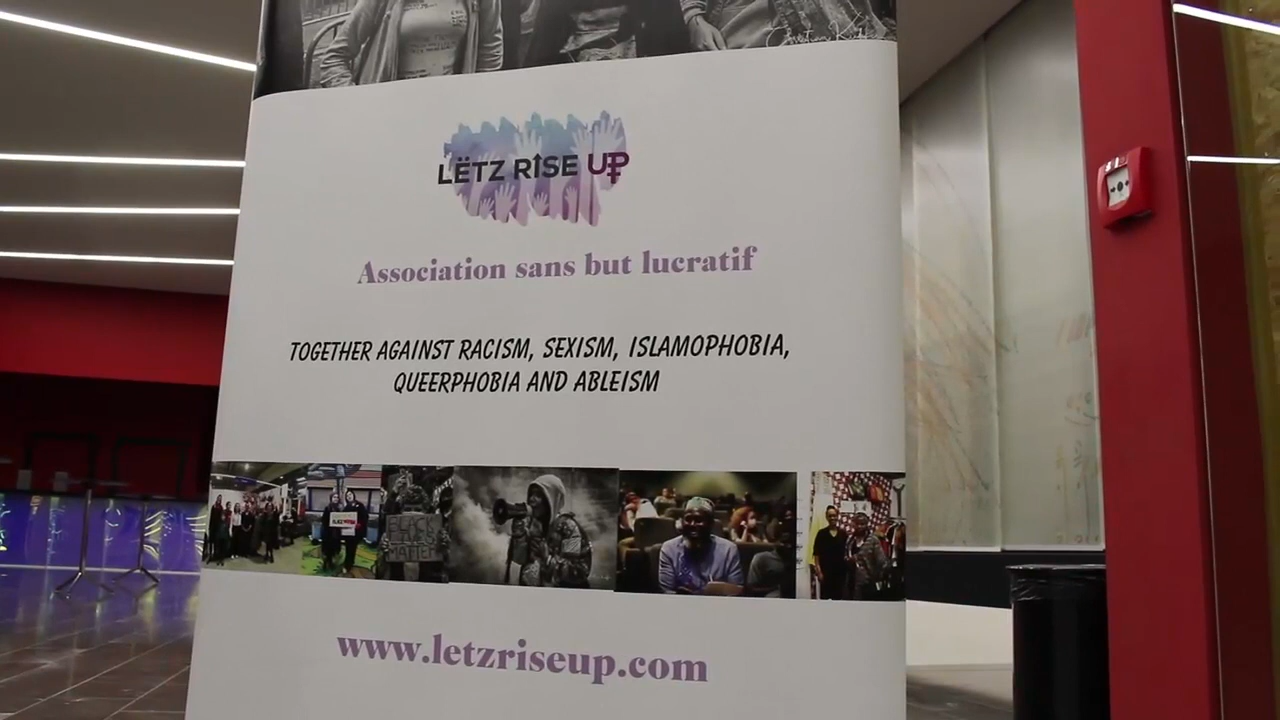 LËTZ RISE UP
Association sans but lucratif
TOGETHER AGAINST RACISM, SEXISM, ISLAMOPHOBIA,
QUEERPHOBIA AND ABLEISM
BLACK
LIVES
MATTER
www.letzriseup.com